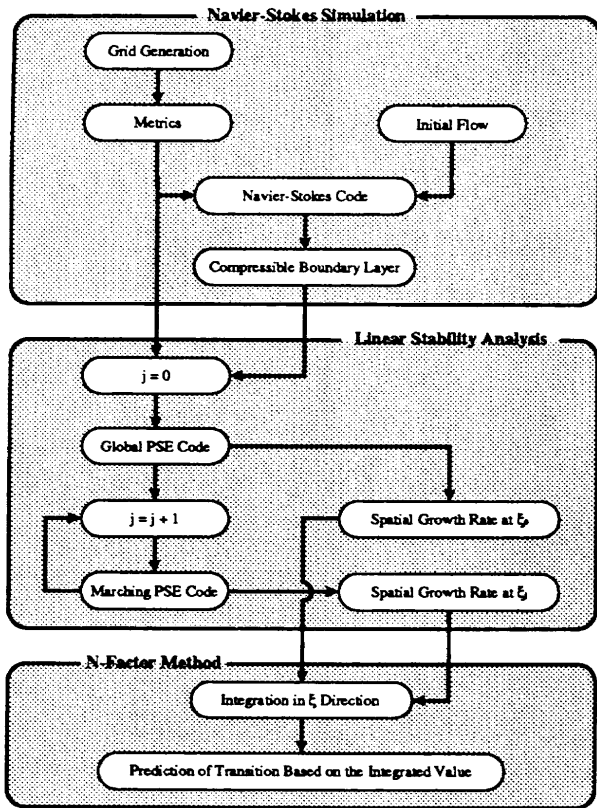 Navier-Stokes Simulation
Grid Generation
Metrics
Initial Flow
Navier-Stokes Code
Compressible Boundary Layer
Linear Stability Analysis
j = 0
Global PSE Code
j = j + 1
Spatial Growth Rate at ξ₀
Marching PSE Code
Spatial Growth Rate at ξⱼ
N-Factor Method
Integration in ξ Direction
Prediction of Transition Based on the Integrated Value